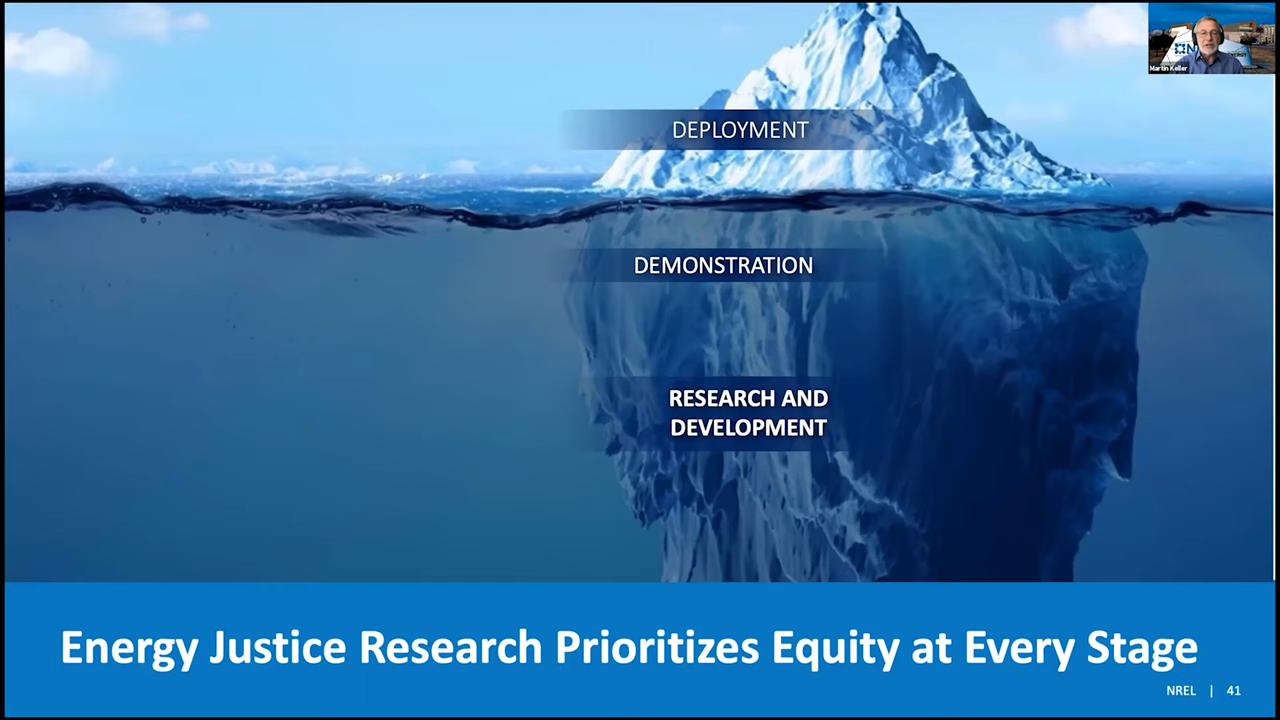 DEPLOYMENT
Martin Keller
DEMONSTRATION
RESEARCH AND
DEVELOPMENT
Energy Justice Research Prioritizes Equity at Every Stage
NREL | 41